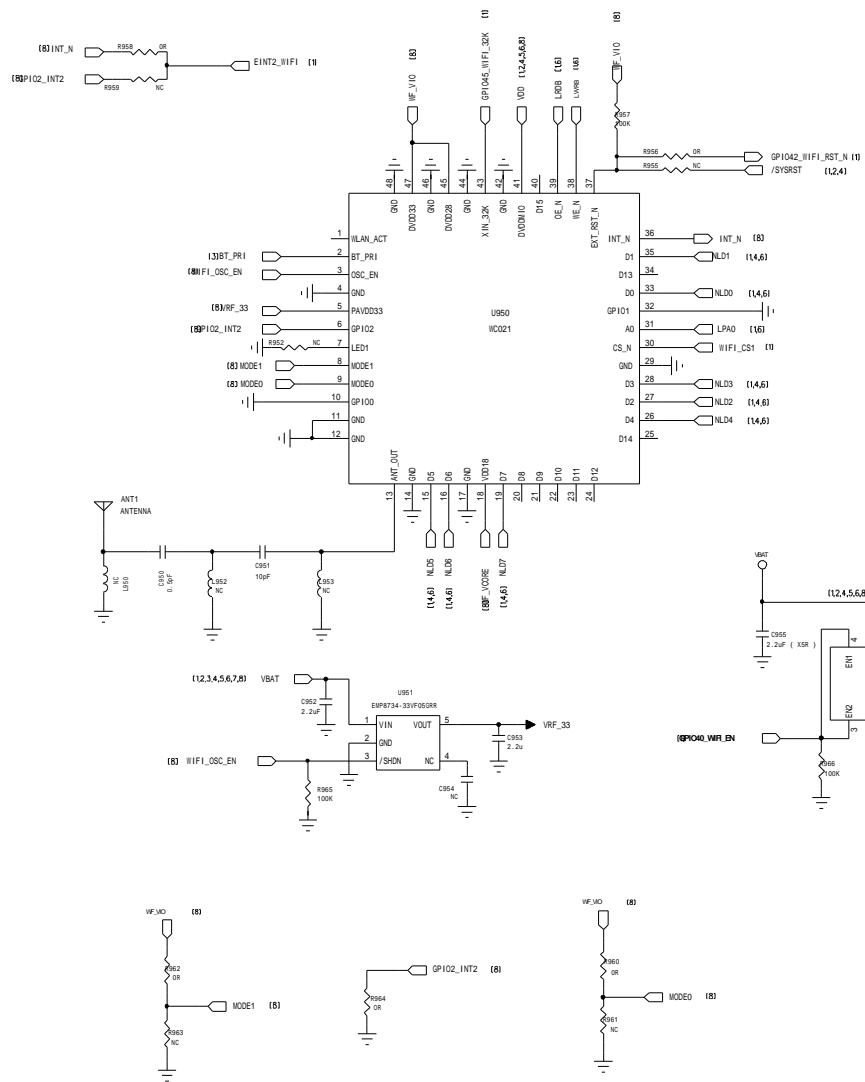 [8] INT_N R958 0R
EINT2_WIFI [1]
[8]GPIO2_INT2 R959 NC
WF_VIO [8]
GPIO45_WIFI_32K [1]
VDD [1,2,4,5,6,8]
LRDB [1,6]
LWRB [1,6]
WF_VIO [8]
R957
100K
R956 0R GPIO42_WIFI_RST_N [1]
R955 NC /SYSRST [1,2,4]
48 GND
47 DVDD33
46 GND
45 DVDD28
44 GND
43 XIN_32K
42 GND
41 DVDDMIO
40 D15
39 OE_N
38 WE_N
37 EXT_RST_N
1 WLAN_ACT
[3]BT_PRI 2 BT_PRI
[8]WIFI_OSC_EN 3 OSC_EN
4 GND
[8]VRF_33 5 PAVDD33
[8]GPIO2_INT2 6 GPIO2
R952 NC 7 LED1
[8] MODE1 8 MODE1
[8] MODE0 9 MODE0
10 GPIO0
11 GND
12 GND
U950
WC021
INT_N 36 INT_N [8]
D1 35 NLD1 [1,4,6]
D13 34
D0 33 NLD0 [1,4,6]
GPIO1 32
A0 31 LPA0 [1,6]
CS_N 30 WIFI_CS1 [1]
GND 29
D3 28 NLD3 [1,4,6]
D2 27 NLD2 [1,4,6]
D4 26 NLD4 [1,4,6]
D14 25
13 ANT_OUT
14 GND
15 D5
16 D6
17 GND
18 VDD18
19 D7
20 D8
21 D9
22 D10
23 D11
24 D12
[1,4,6] NLD5
[1,4,6] NLD6
[8]WF_VCORE
[1,4,6] NLD7
ANT1
ANTENNA
NC
L950
C950
0.5pF
L952
NC
C951
10pF
L953
NC
VBAT
[1,2,4,5,6,8
C955
2.2uF ( X5R )
EN1 4
EN2 3
GPIO40_WIFI_EN
R966
100K
[1,2,3,4,5,6,7,8] VBAT
C952
2.2uF
U951
EMP8734-33VF05GRR
1 VIN VOUT 5 VRF_33
2 GND
3 /SHDN NC 4
C953
2.2u
[8] WIFI_OSC_EN
R965
100K
C954
NC
WF_VIO [8]
R962
0R
MODE1 [8]
R963
NC
GPIO2_INT2 [8]
R964
0R
WF_VIO [8]
R960
0R
MODE0 [8]
R961
NC